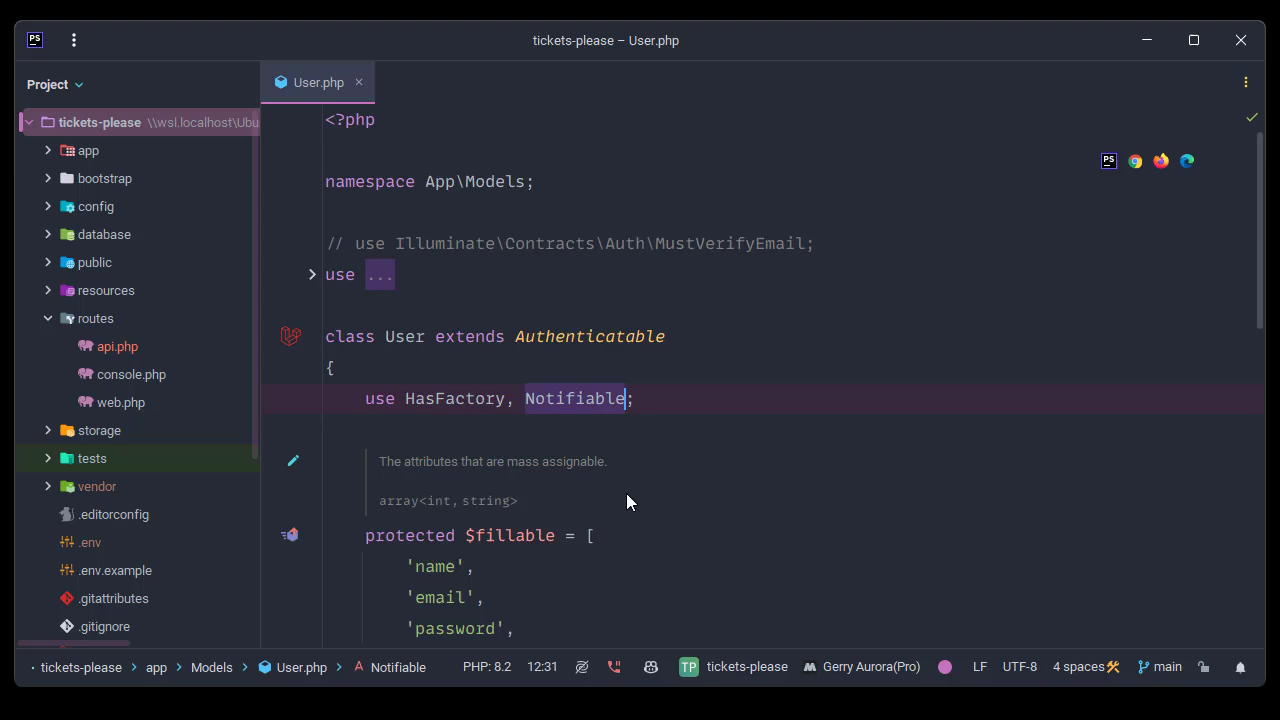 PS
tickets-please – User.php
Project
User.php
tickets-please \\wsl.localhost\Ubu
app
bootstrap
config
database
public
resources
routes
api.php
console.php
web.php
storage
tests
vendor
.editorconfig
.env
.env.example
.gitattributes
.gitignore
<?php
namespace App\Models;
// use Illuminate\Contracts\Auth\MustVerifyEmail;
use ...
class User extends Authenticatable
{
use HasFactory, Notifiable;
The attributes that are mass assignable.
array<int, string>
protected $fillable = [
'name',
'email',
'password',
PS
tickets-please app Models User.php Notifiable PHP: 8.2 12:31 TP tickets-please Gerry Aurora(Pro) LF UTF-8 4 spaces main